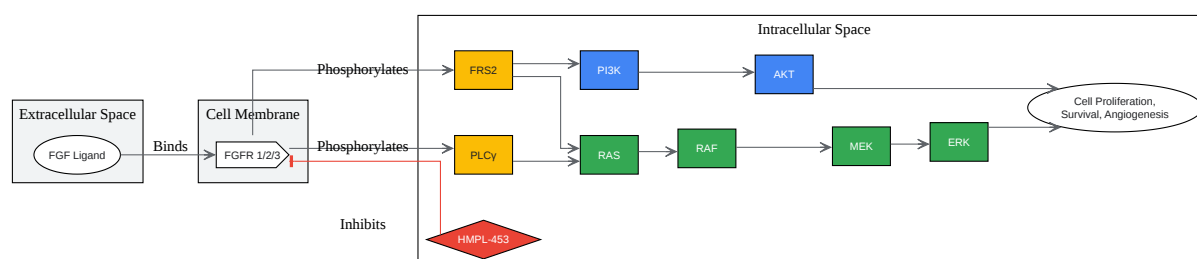 Intracellular Space
Phosphorylates
FRS2
PI3K
AKT
Cell Proliferation,
Survival, Angiogenesis
Extracellular Space
Cell Membrane
FGF Ligand
Binds
FGFR 1/2/3
Phosphorylates
PLCγ
RAS
RAF
MEK
ERK
Inhibits
HMPL-453